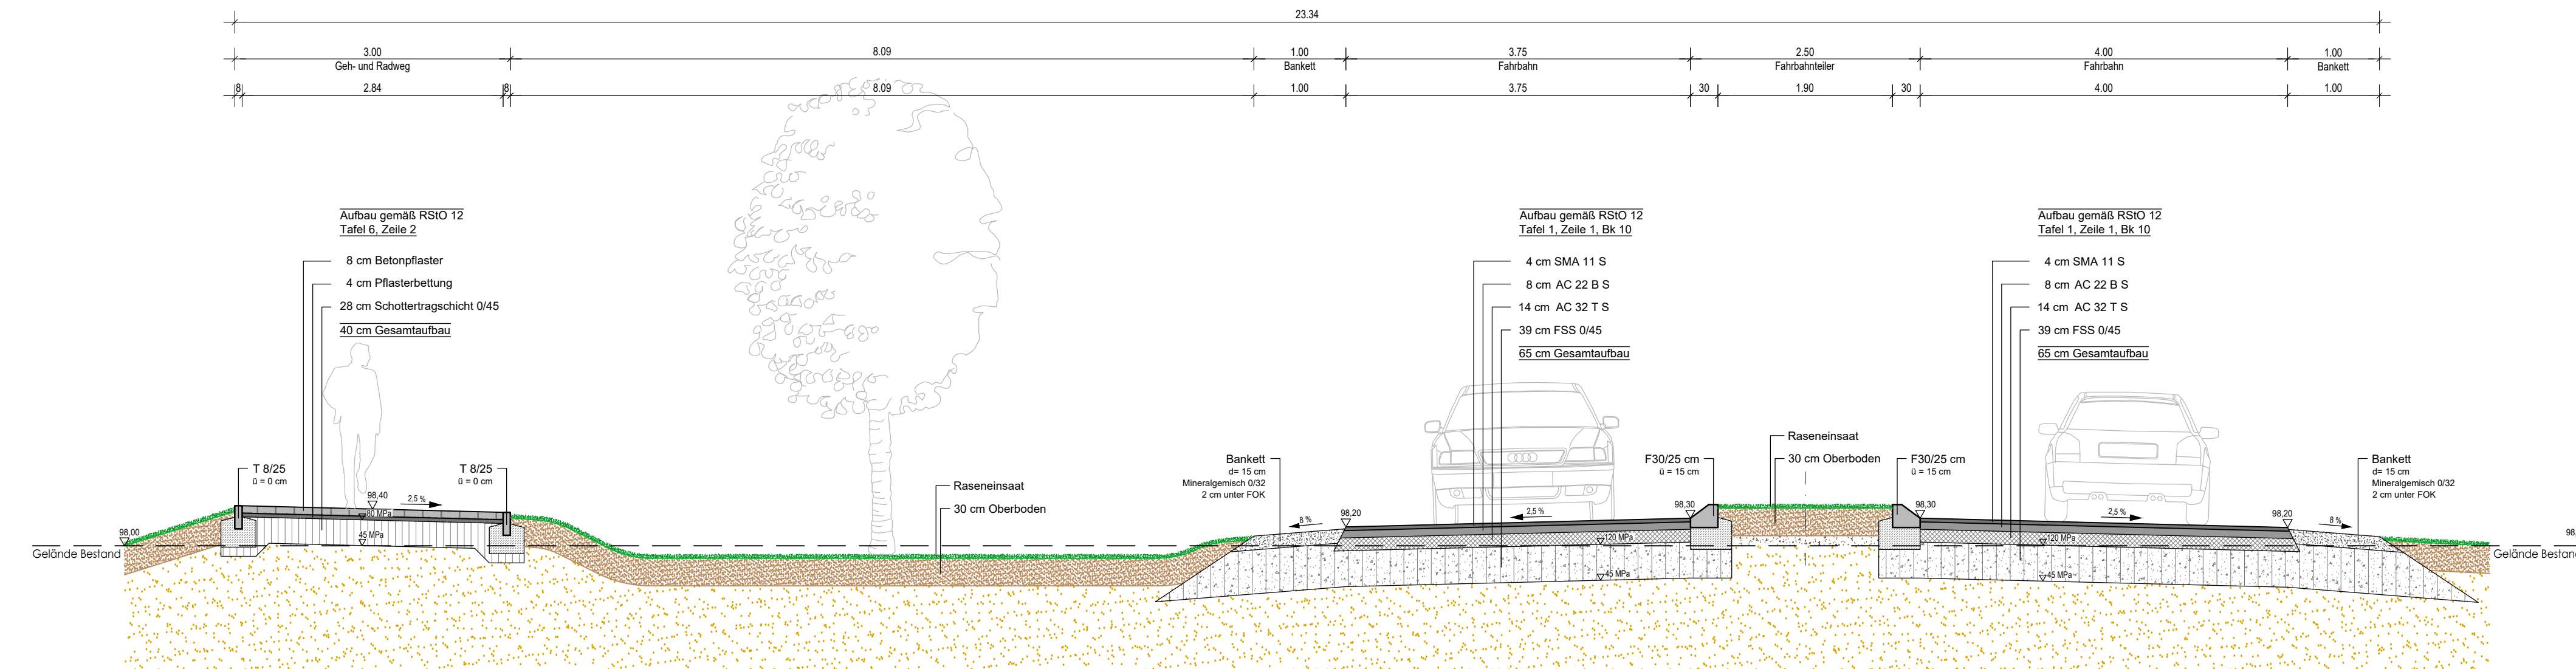 23.34
3.00 8.09 1.00 3.75 2.50 4.00 1.00
Geh- und Radweg Bankett Fahrbahn Fahrbahnteiler Fahrbahn Bankett
8 2.84 8 8.09 1.00 3.75 30 1.90 30 4.00 1.00
Aufbau gemäß RStO 12
Tafel 6, Zeile 2
8 cm Betonpflaster
4 cm Pflasterbettung
28 cm Schottertragschicht 0/45
40 cm Gesamtaufbau
Aufbau gemäß RStO 12
Tafel 1, Zeile 1, Bk 10
4 cm SMA 11 S
8 cm AC 22 B S
14 cm AC 32 T S
39 cm FSS 0/45
65 cm Gesamtaufbau
Aufbau gemäß RStO 12
Tafel 1, Zeile 1, Bk 10
4 cm SMA 11 S
8 cm AC 22 B S
14 cm AC 32 T S
39 cm FSS 0/45
65 cm Gesamtaufbau
T 8/25
ü = 0 cm
T 8/25
ü = 0 cm
98,40
2,5 %
80 MPa
45 MPa
98,00
Gelände Bestand
Raseneinsaat
30 cm Oberboden
Bankett
d= 15 cm
Mineralgemisch 0/32
2 cm unter FOK
8 %
98,20
2,5 %
120 MPa
45 MPa
F30/25 cm
ü = 15 cm
98,30
Raseneinsaat
30 cm Oberboden
F30/25 cm
ü = 15 cm
98,30
2,5 %
120 MPa
45 MPa
98,20
8 %
Bankett
d= 15 cm
Mineralgemisch 0/32
2 cm unter FOK
98,
Gelände Bestand